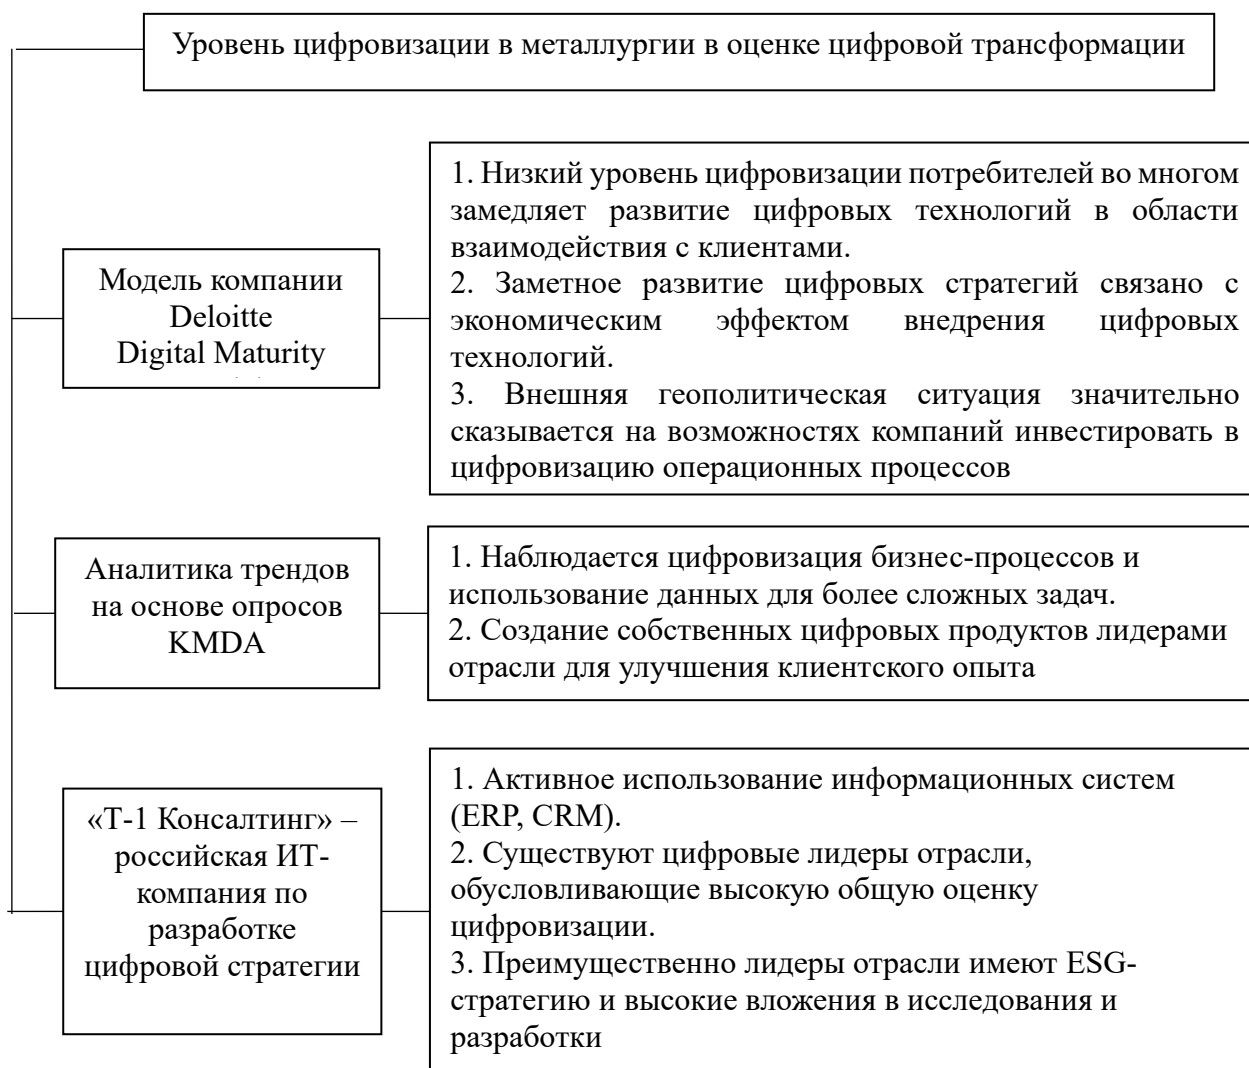 Уровень цифровизации в металлургии в оценке цифровой трансформации
Модель компании
Deloitte
Digital Maturity
1. Низкий уровень цифровизации потребителей во многом
замедляет развитие цифровых технологий в области
взаимодействия с клиентами.
2. Заметное развитие цифровых стратегий связано с
экономическим эффектом внедрения цифровых
технологий.
3. Внешняя геополитическая ситуация значительно
сказывается на возможностях компаний инвестировать в
цифровизацию операционных процессов
Аналитика трендов
на основе опросов
KMDA
1. Наблюдается цифровизация бизнес-процессов и
использование данных для более сложных задач.
2. Создание собственных цифровых продуктов лидерами
отрасли для улучшения клиентского опыта
«Т-1 Консалтинг» –
российская ИТ-
компания по
разработке
цифровой стратегии
1. Активное использование информационных систем
(ERP, CRM).
2. Существуют цифровые лидеры отрасли,
обусловливающие высокую общую оценку
цифровизации.
3. Преимущественно лидеры отрасли имеют ESG-
стратегию и высокие вложения в исследования и
разработки